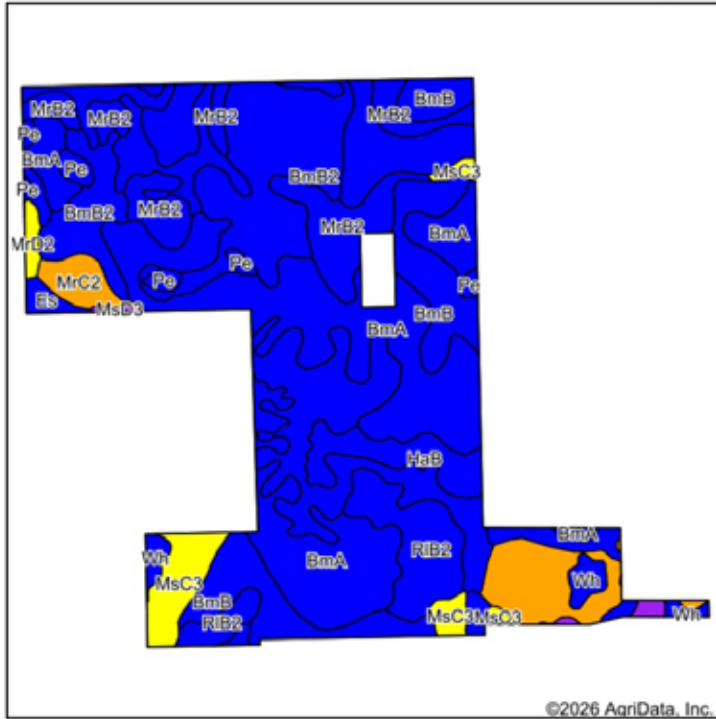 BmB
MrB2
MrB2
MrB2
MrB2
Pe
BmA
Pe
MsC3
BmB2
Pe
BmB2
MrB2
MrB2
BmA
MrD2
Pe
MrC2
Pe
Pe
Es
MsD3
BmB
BmA
HaB
BmA
RlB2
BmA
Wh
MsC3
Wh
BmB
RlB2
MsC3
Wh
©2026 AgriData, Inc.